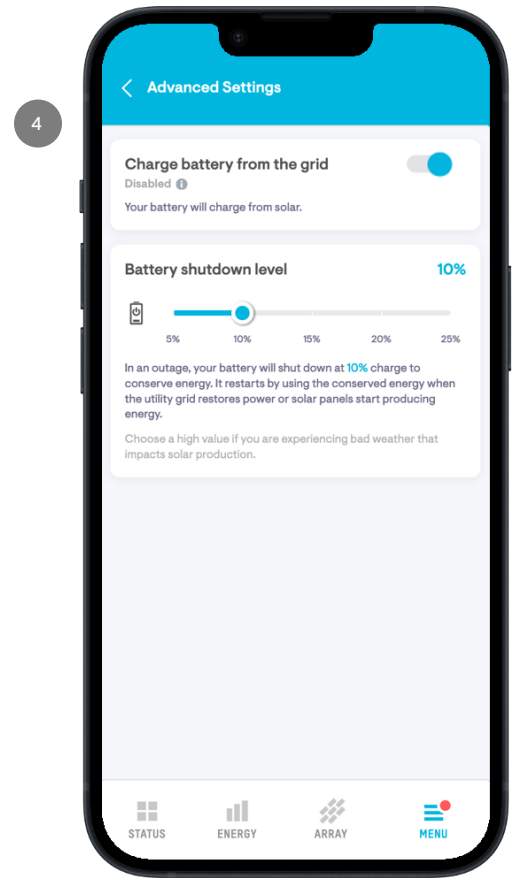 4
Advanced Settings
Charge battery from the grid
Disabled
Your battery will charge from solar.
Battery shutdown level 10%
5% 10% 15% 20% 25%
In an outage, your battery will shut down at 10% charge to
conserve energy. It restarts by using the conserved energy when
the utility grid restores power or solar panels start producing
energy.
Choose a high value if you are experiencing bad weather that
impacts solar production.
STATUS ENERGY ARRAY MENU